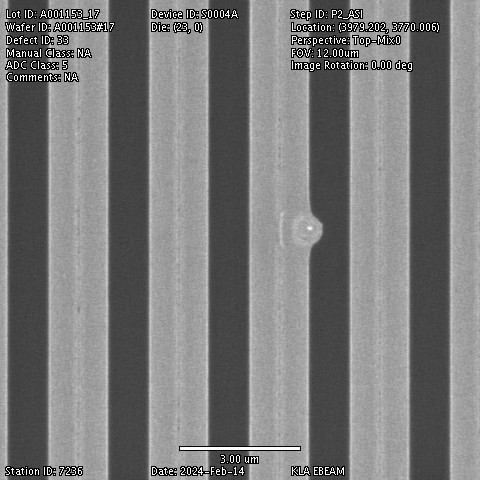 Lot ID: A001153_17 Device ID: S0004A Step ID: P2_ASI
Wafer ID: A001153#17 Die: (23, 0) Location: (3979.202, 3770.006)
Defect ID: 33 Perspective: Top-Mix0
Manual Class: NA FOV: 12.00um
ADC Class: 5 Image Rotation: 0.00 deg
Comments: NA
3.00 um
Station ID: 7236 Date: 2024-Feb-14 KLA EBEAM